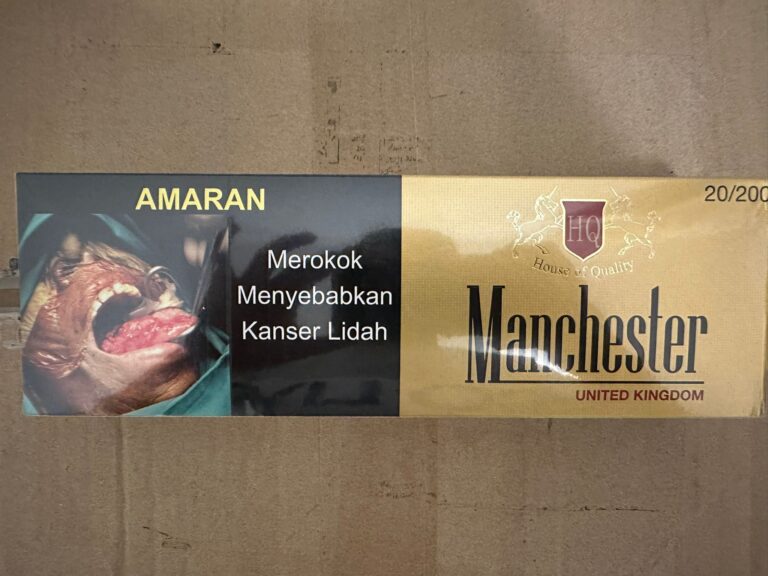 AMARAN
Merokok
Menyebabkan
Kanser Lidah
20/200
HQ
House of Quality
Manchester
UNITED KINGDOM